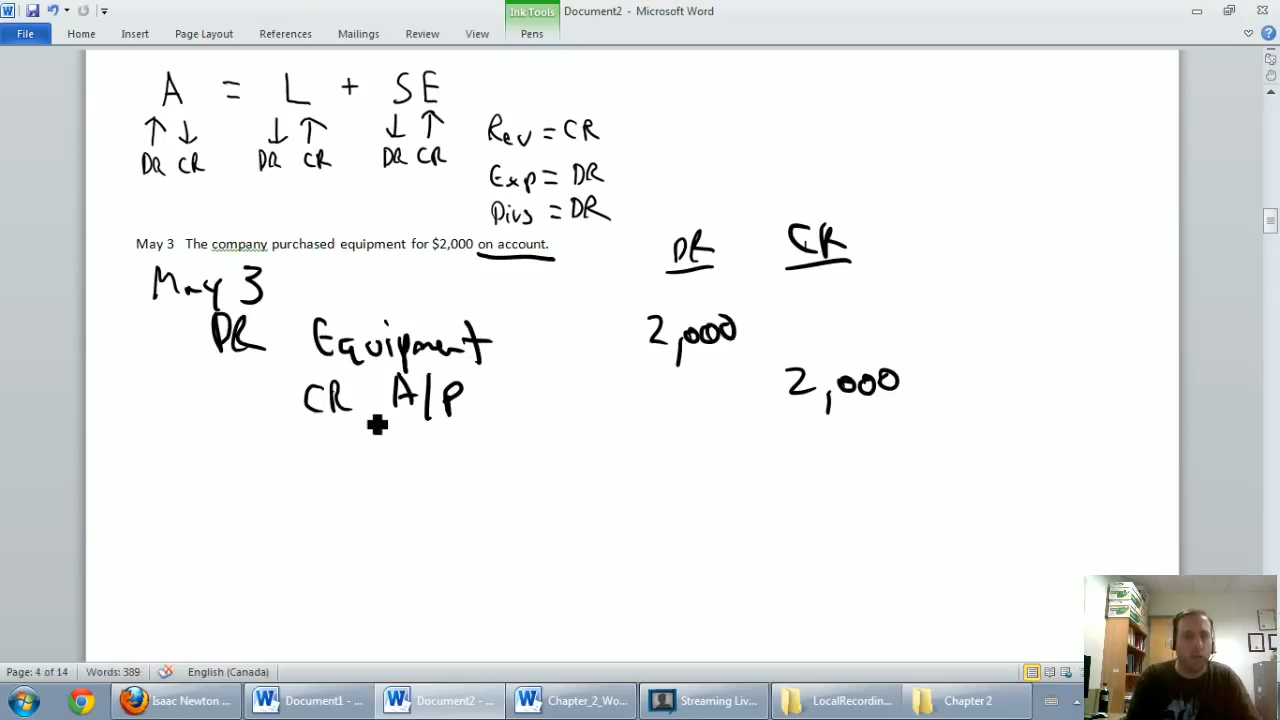 Ink Tools
Document2 - Microsoft Word
File Home Insert Page Layout References Mailings Review View Pens
A = L + SE
DR CR DR CR DR CR
Rev = CR
Exp = DR
Divs = DR
May 3 The company purchased equipment for $2,000 on account.
DR CR
May 3
DR Equipment 2,000
CR A/P 2,000
Page: 4 of 14 Words: 389 English (Canada)
Isaac Newton ... Document1 - ... Document2 - ... Chapter_2_Wo... Streaming Liv... LocalRecordin... Chapter 2